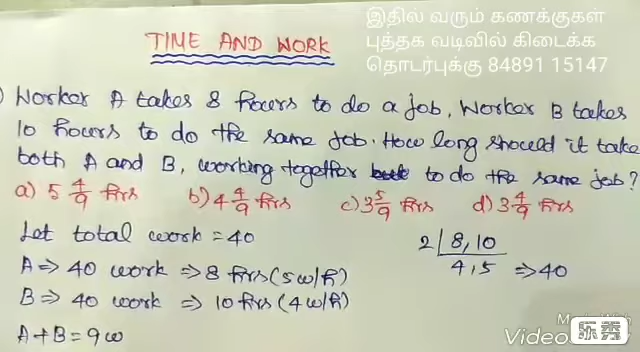 இதில் வரும் கணக்குகள்
புத்தக வடிவில் கிடைக்க
தொடர்புக்கு 84891 15147
TIME AND WORK
) Worker A takes 8 hours to do a job, Worker B takes
10 hours to do the same job. How long should it take
both A and B, working together to do the same job?
a) 5 4/9 hrs b) 4 4/9 hrs c) 3 5/9 hrs d) 3 4/9 hrs
Let total work = 40
2 | 8, 10
4, 5 ⇒ 40
A ⇒ 40 work ⇒ 8 hrs (5w/h)
B ⇒ 40 work ⇒ 10 hrs (4w/h)
A + B = 9 w
Video
乐秀